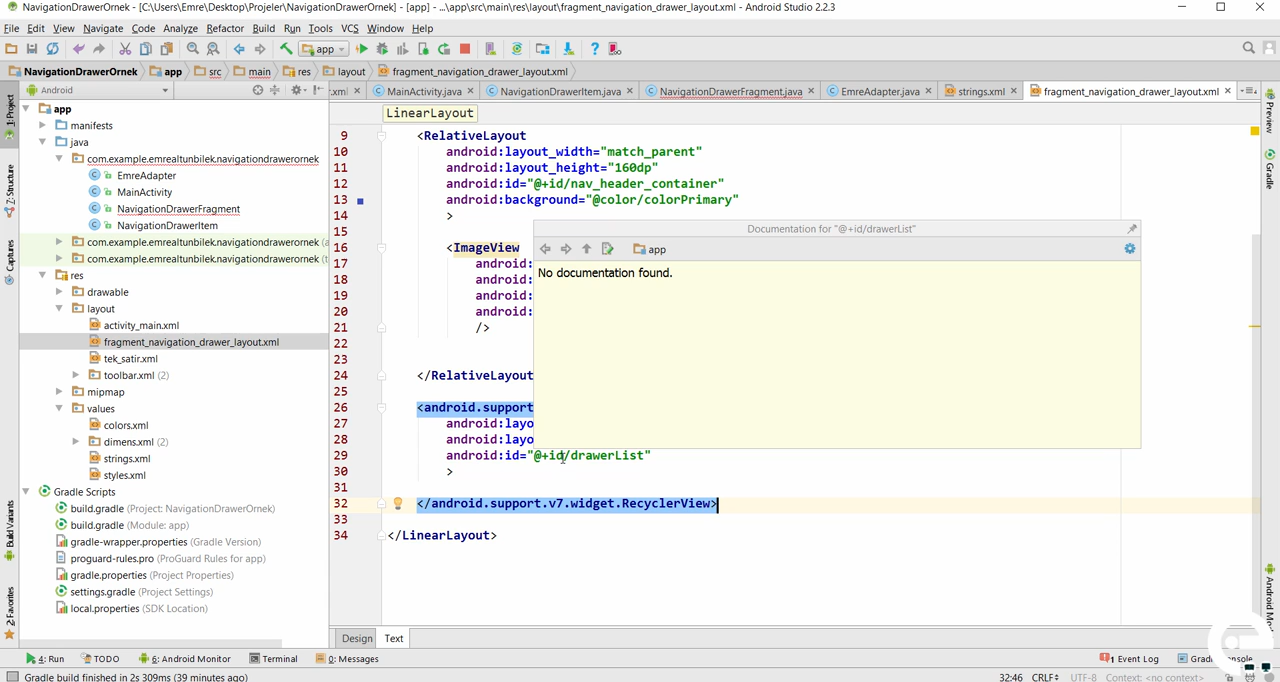 NavigationDrawerOrnek - [C:\Users\Emre\Desktop\Projeler\NavigationDrawerOrnek] - [app] - ...\app\src\main\res\layout\fragment_navigation_drawer_layout.xml - Android Studio 2.2.3
File Edit View Navigate Code Analyze Refactor Build Run Tools VCS Window Help
app
NavigationDrawerOrnek app src main res layout fragment_navigation_drawer_layout.xml
Android
.xml MainActivity.java NavigationDrawerItem.java NavigationDrawerFragment.java EmreAdapter.java strings.xml fragment_navigation_drawer_layout.xml
1: Project
Z: Structure
Captures
Build Variants
2: Favorites
app
manifests
java
com.example.emrealtunbilek.navigationdrawerornek
EmreAdapter
MainActivity
NavigationDrawerFragment
NavigationDrawerItem
com.example.emrealtunbilek.navigationdrawerornek (a
com.example.emrealtunbilek.navigationdrawerornek (t
res
drawable
layout
activity_main.xml
fragment_navigation_drawer_layout.xml
tek_satir.xml
toolbar.xml (2)
mipmap
values
colors.xml
dimens.xml (2)
strings.xml
styles.xml
Gradle Scripts
build.gradle (Project: NavigationDrawerOrnek)
build.gradle (Module: app)
gradle-wrapper.properties (Gradle Version)
proguard-rules.pro (ProGuard Rules for app)
gradle.properties (Project Properties)
settings.gradle (Project Settings)
local.properties (SDK Location)
LinearLayout
9 <RelativeLayout
10 android:layout_width="match_parent"
11 android:layout_height="160dp"
12 android:id="@+id/nav_header_container"
13 android:background="@color/colorPrimary"
14 >
15
16 <ImageView
17 android:
18 android:
19 android:
20 android:
21 />
22
23
24 </RelativeLayout
25
26 <android.support
27 android:layo
28 android:layo
29 android:id="@+id/drawerList"
30 >
31
32 </android.support.v7.widget.RecyclerView>
33
34 </LinearLayout>
Documentation for "@+id/drawerList"
app
No documentation found.
Preview
Gradle
Design Text
4: Run TODO 6: Android Monitor Terminal 0: Messages 1 Event Log
Gradle build finished in 2s 309ms (39 minutes ago) 32:46 CRLF UTF-8 Context: <no context>